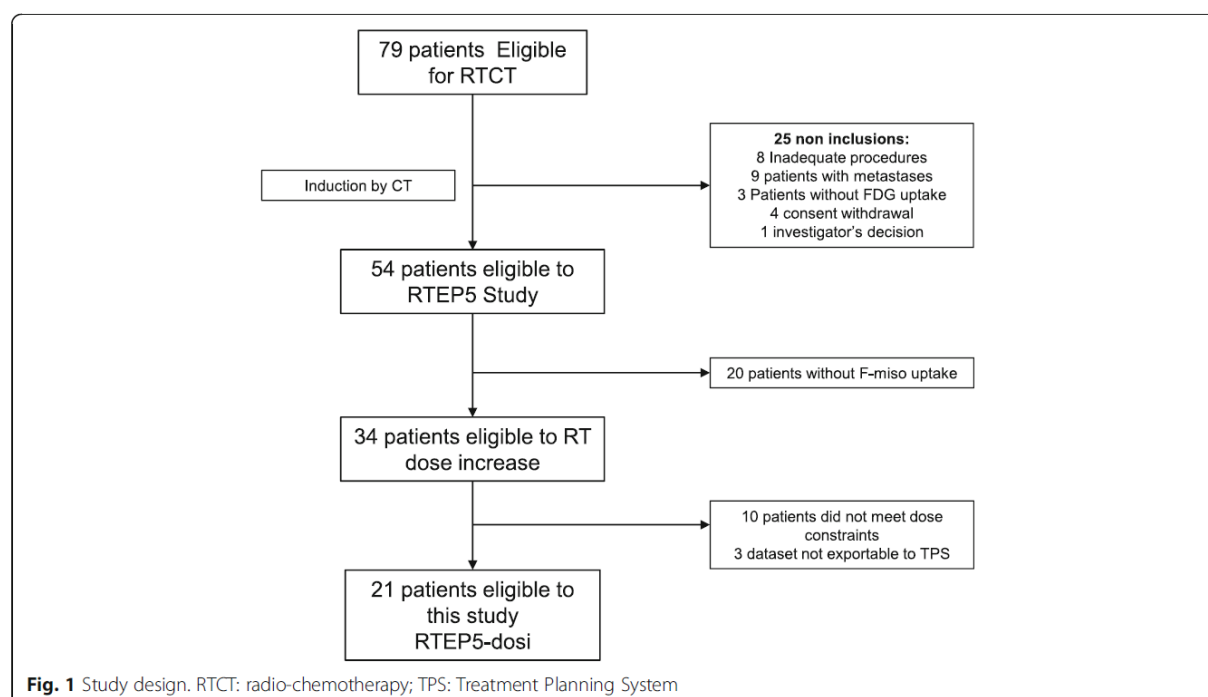 79 patients Eligible
for RTCT
25 non inclusions:
8 Inadequate procedures
9 patients with metastases
3 Patients without FDG uptake
4 consent withdrawal
1 investigator's decision
Induction by CT
54 patients eligible to
RTEP5 Study
20 patients without F-miso uptake
34 patients eligible to RT
dose increase
10 patients did not meet dose
constraints
3 dataset not exportable to TPS
21 patients eligible to
this study
RTEP5-dosi
Fig. 1 Study design. RTCT: radio-chemotherapy; TPS: Treatment Planning System